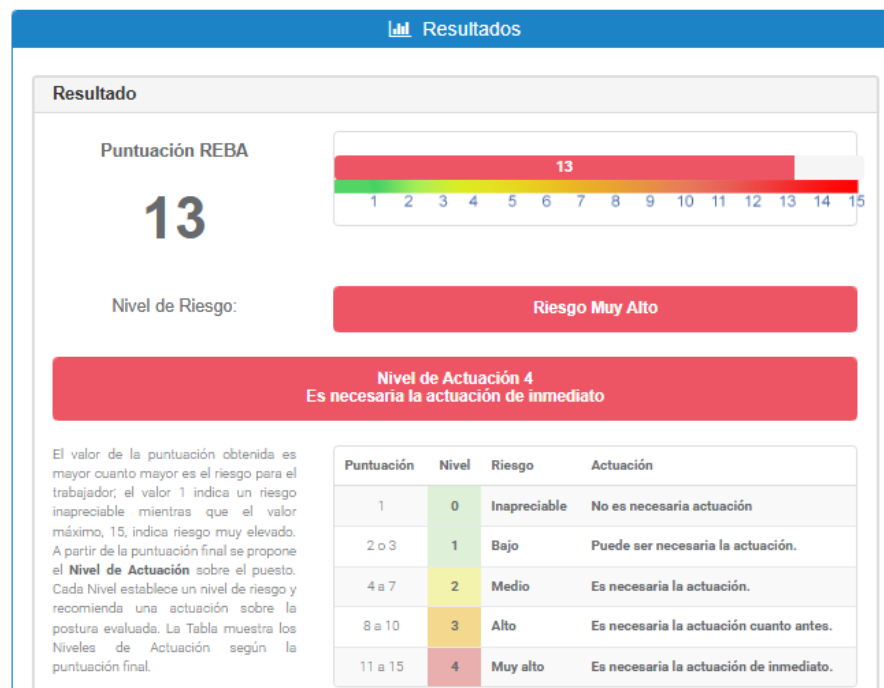 Resultados
Resultado
Puntuación REBA
13
13
1 2 3 4 5 6 7 8 9 10 11 12 13 14 15
Nivel de Riesgo:
Riesgo Muy Alto
Nivel de Actuación 4
Es necesaria la actuación de inmediato
El valor de la puntuación obtenida es
mayor cuanto mayor es el riesgo para el
trabajador; el valor 1 indica un riesgo
inapreciable mientras que el valor
máximo, 15, indica riesgo muy elevado.
A partir de la puntuación final se propone
el Nivel de Actuación sobre el puesto.
Cada Nivel establece un nivel de riesgo y
recomienda una actuación sobre la
postura evaluada. La Tabla muestra los
Niveles de Actuación según la
puntuación final.
Puntuación Nivel Riesgo Actuación
1 0 Inapreciable No es necesaria actuación
2 o 3 1 Bajo Puede ser necesaria la actuación.
4 a 7 2 Medio Es necesaria la actuación.
8 a 10 3 Alto Es necesaria la actuación cuanto antes.
11 a 15 4 Muy alto Es necesaria la actuación de inmediato.